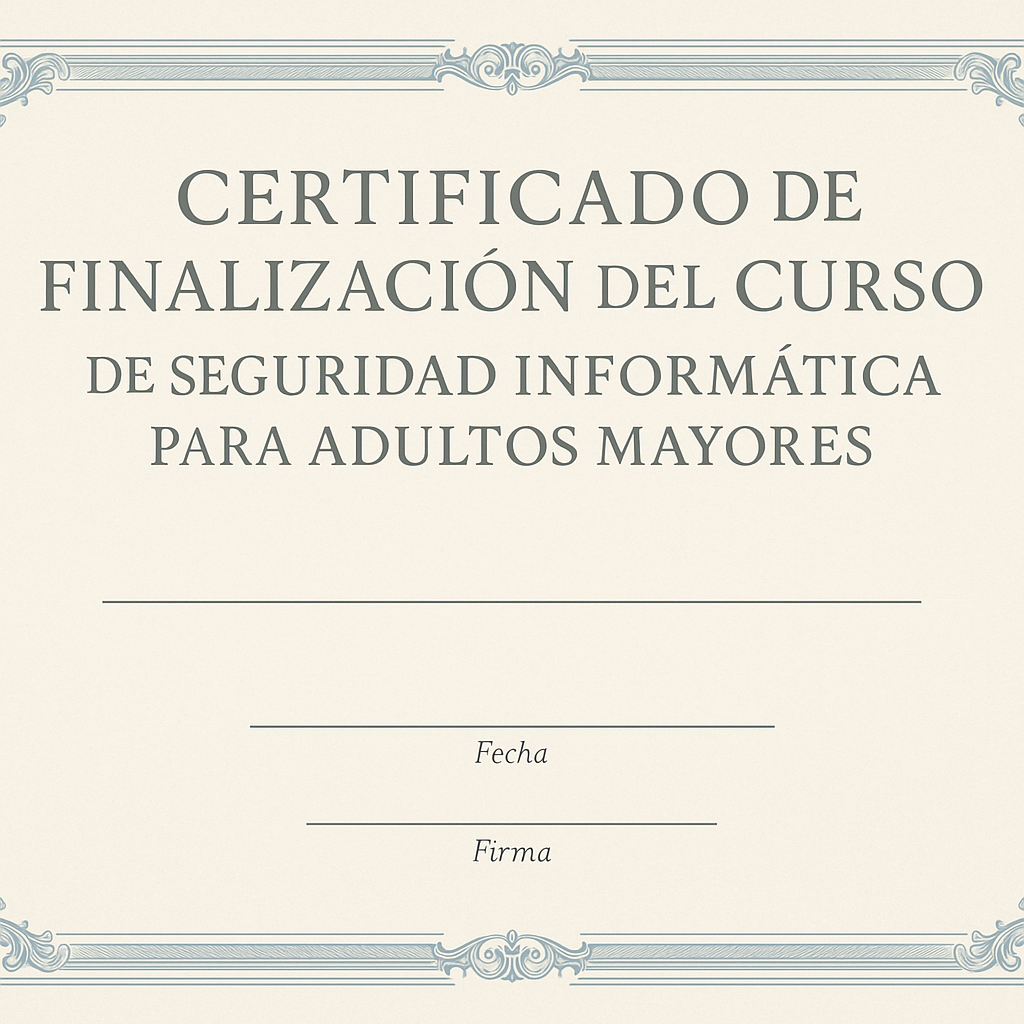 CERTIFICADO DE
FINALIZACIÓN DEL CURSO
DE SEGURIDAD INFORMÁTICA
PARA ADULTOS MAYORES
Fecha
Firma